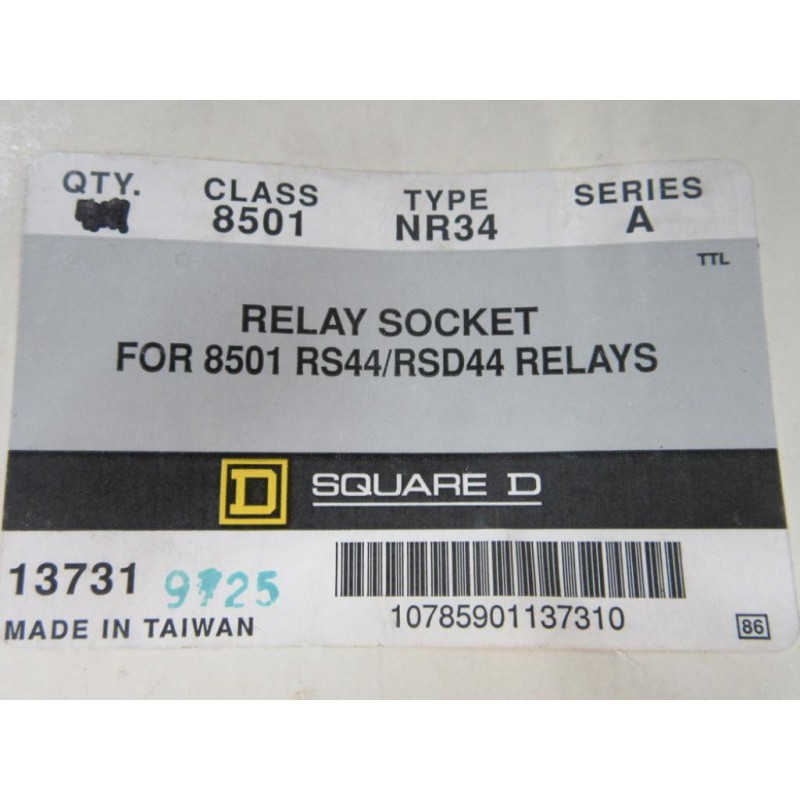 QTY. CLASS TYPE SERIES
8501 NR34 A
TTL
RELAY SOCKET
FOR 8501 RS44/RSD44 RELAYS
D SQUARE D
13731 9725
10785901137310
MADE IN TAIWAN
86